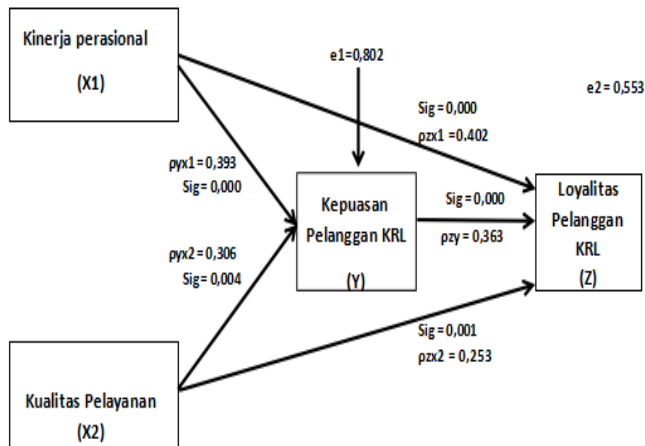 Kinerja perasional
(X1)
e1=0,802
e2 = 0,553
Sig = 0,000
ρzx1 = 0.402
ρyx1 = 0,393
Sig = 0,000
Kepuasan
Pelanggan KRL
(Y)
Sig = 0,000
ρzy = 0,363
Loyalitas
Pelanggan
KRL
(Z)
ρyx2 = 0,306
Sig = 0,004
Sig = 0,001
ρzx2 = 0,253
Kualitas Pelayanan
(X2)